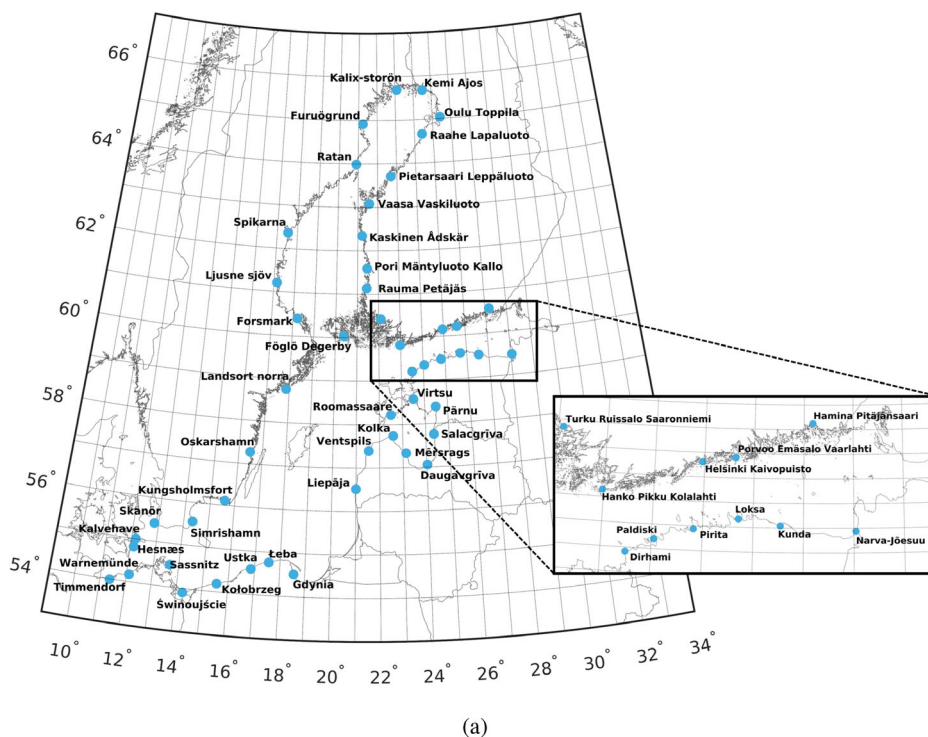 66°
64°
62°
60°
58°
56°
54°
10°
12°
14°
16°
18°
20°
22°
24°
26°
28°
30°
32°
34°
Kalix-storön
Kemi Ajos
Furuögrund
Oulu Toppila
Raahe Lapaluoto
Ratan
Pietarsaari Leppäluoto
Vaasa Vaskiluoto
Spikarna
Kaskinen Ådskär
Ljusne sjöv
Pori Mäntyluoto Kallo
Rauma Petäjäs
Forsmark
Föglö Degerby
Landsort norra
Virtsu
Roomassaare
Pärnu
Kolka
Salacgrīva
Oskarshamn
Ventspils
Mērsrags
Daugavgrīva
Liepāja
Kungsholmsfort
Skanör
Simrishamn
Kalvehave
Hesnæs
Ustka
Łeba
Warnemünde
Sassnitz
Timmendorf
Kołobrzeg
Gdynia
Świnoujście
Turku Ruissalo Saaronniemi
Hamina Pitäjänsaari
Porvoo Emäsalo Vaarlahti
Helsinki Kaivopuisto
Hanko Pikku Kolalahti
Loksa
Paldiski
Pirita
Kunda
Narva-Jõesuu
Dirhami
(a)